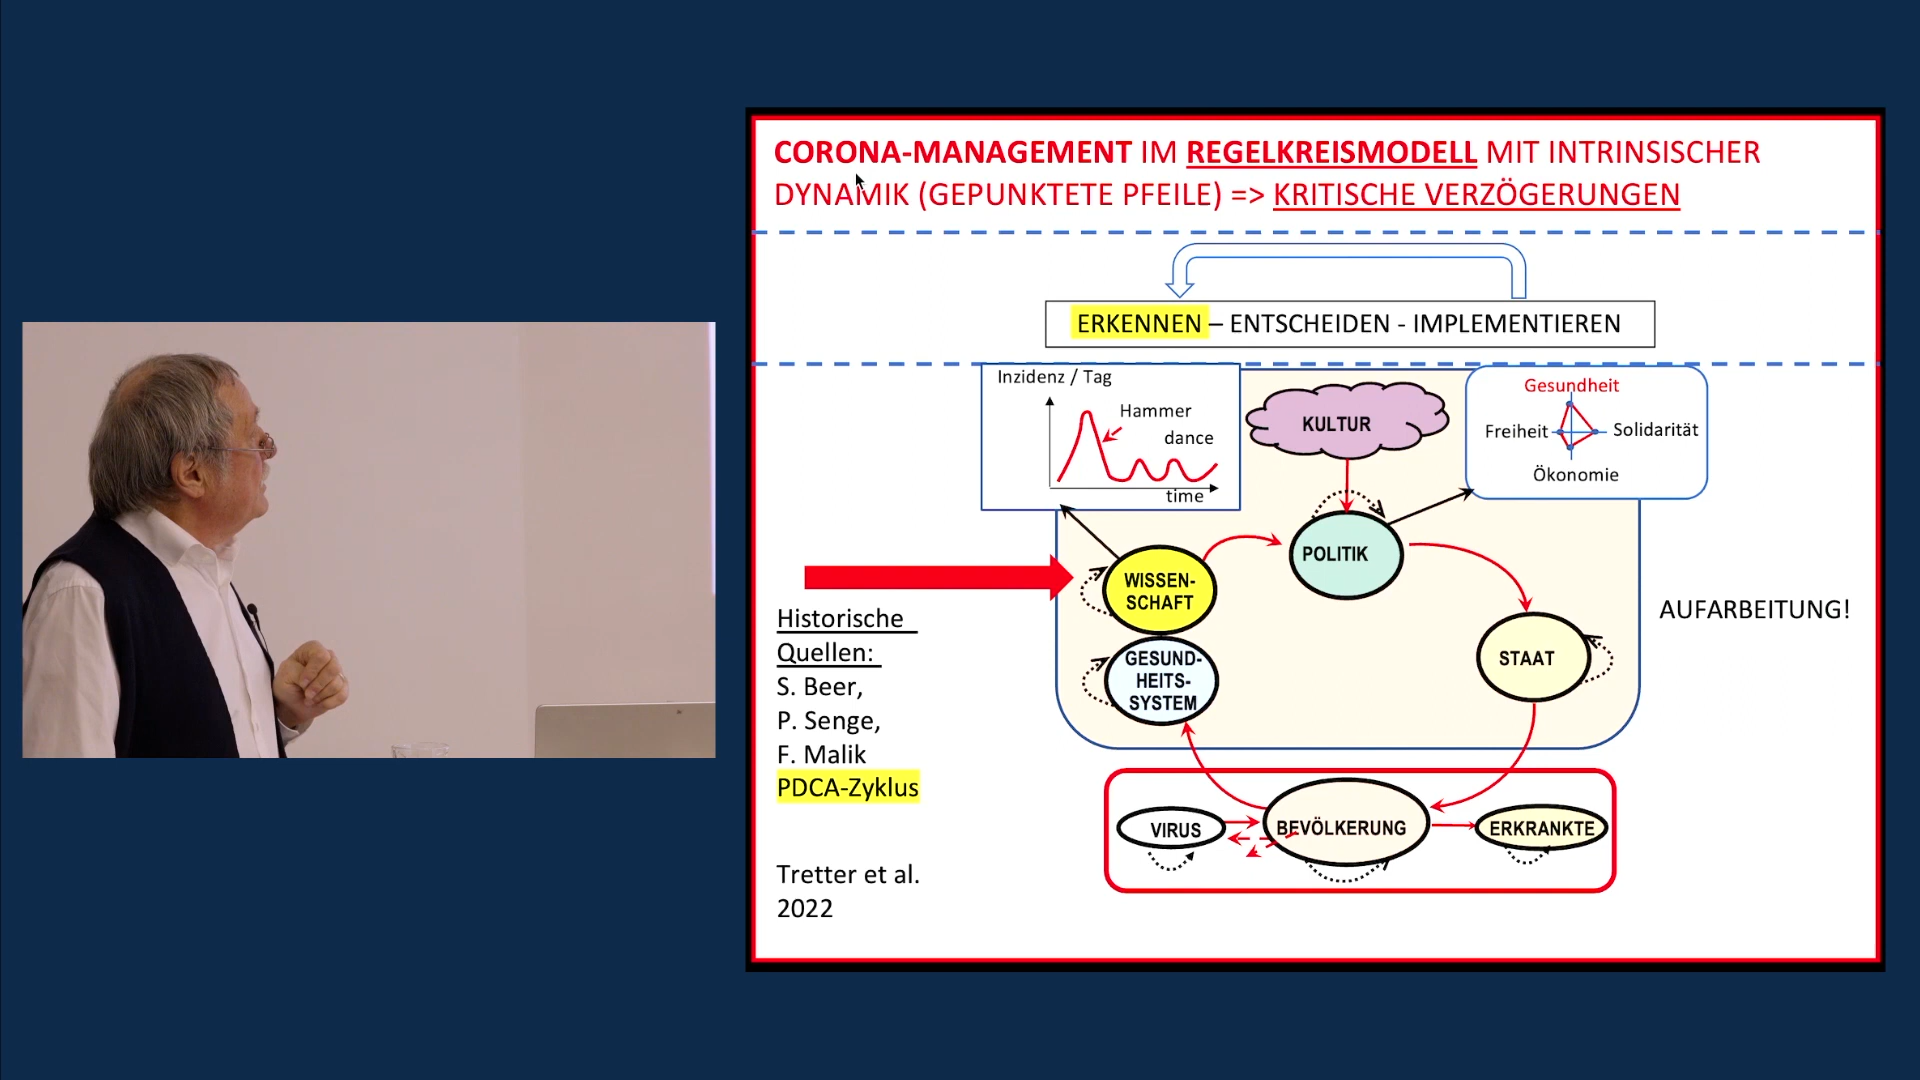 CORONA-MANAGEMENT IM REGELKREISMODELL MIT INTRINSISCHER
DYNAMIK (GEPUNKTETE PFEILE) => KRITISCHE VERZÖGERUNGEN
ERKENNEN – ENTSCHEIDEN - IMPLEMENTIEREN
Inzidenz / Tag
Hammer
dance
time
KULTUR
Gesundheit
Freiheit
Solidarität
Ökonomie
POLITIK
WISSEN-
SCHAFT
GESUND-
HEITS-
SYSTEM
STAAT
AUFARBEITUNG!
Historische
Quellen:
S. Beer,
P. Senge,
F. Malik
PDCA-Zyklus
VIRUS
BEVÖLKERUNG
ERKRANKTE
Tretter et al.
2022